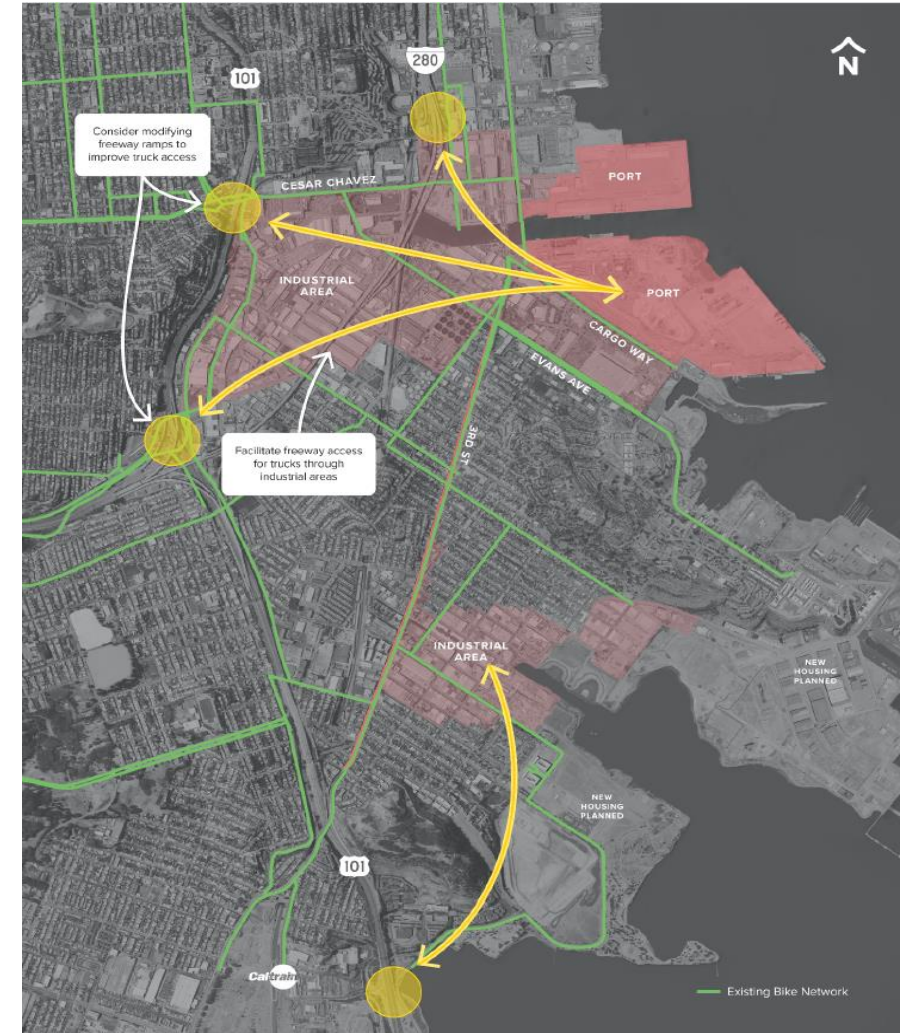 280
101
N
Consider modifying
freeway ramps to
improve truck access
CESAR CHAVEZ
PORT
INDUSTRIAL
AREA
PORT
CARGO WAY
EVANS AVE
3RD ST
Facilitate freeway access
for trucks through
industrial areas
INDUSTRIAL
AREA
NEW
HOUSING
PLANNED
NEW
HOUSING
PLANNED
101
Caltrain
Existing Bike Network